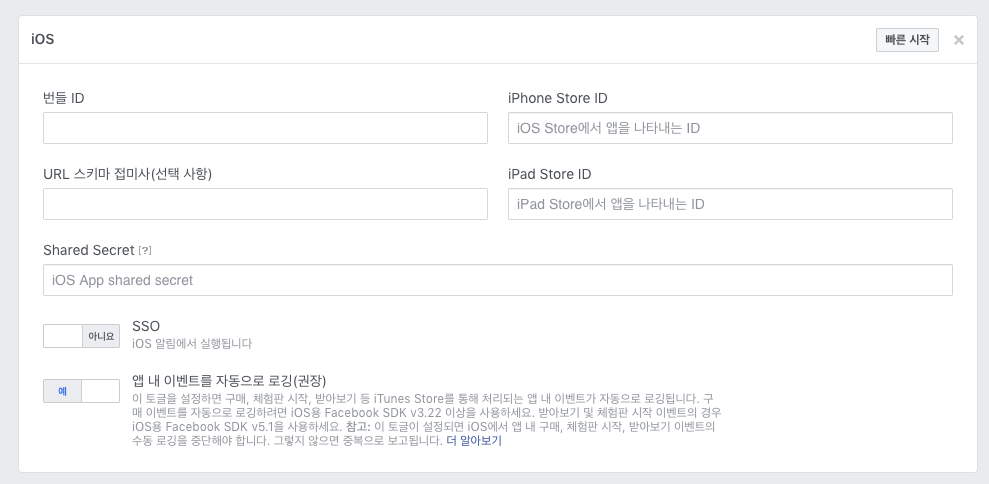 iOS
빠른 시작 ×
번들 ID
iPhone Store ID
iOS Store에서 앱을 나타내는 ID
URL 스키마 접미사(선택 사항)
iPad Store ID
iPad Store에서 앱을 나타내는 ID
Shared Secret [?]
iOS App shared secret
아니요
SSO
iOS 알림에서 실행됩니다
예
앱 내 이벤트를 자동으로 로깅(권장)
이 토글을 설정하면 구매, 체험판 시작, 받아보기 등 iTunes Store를 통해 처리되는 앱 내 이벤트가 자동으로 로깅됩니다. 구
매 이벤트를 자동으로 로깅하려면 iOS용 Facebook SDK v3.22 이상을 사용하세요. 받아보기 및 체험판 시작 이벤트의 경우
iOS용 Facebook SDK v5.1을 사용하세요. 참고: 이 토글이 설정되면 iOS에서 앱 내 구매, 체험판 시작, 받아보기 이벤트의
수동 로깅을 중단해야 합니다. 그렇지 않으면 중복으로 보고됩니다. 더 알아보기